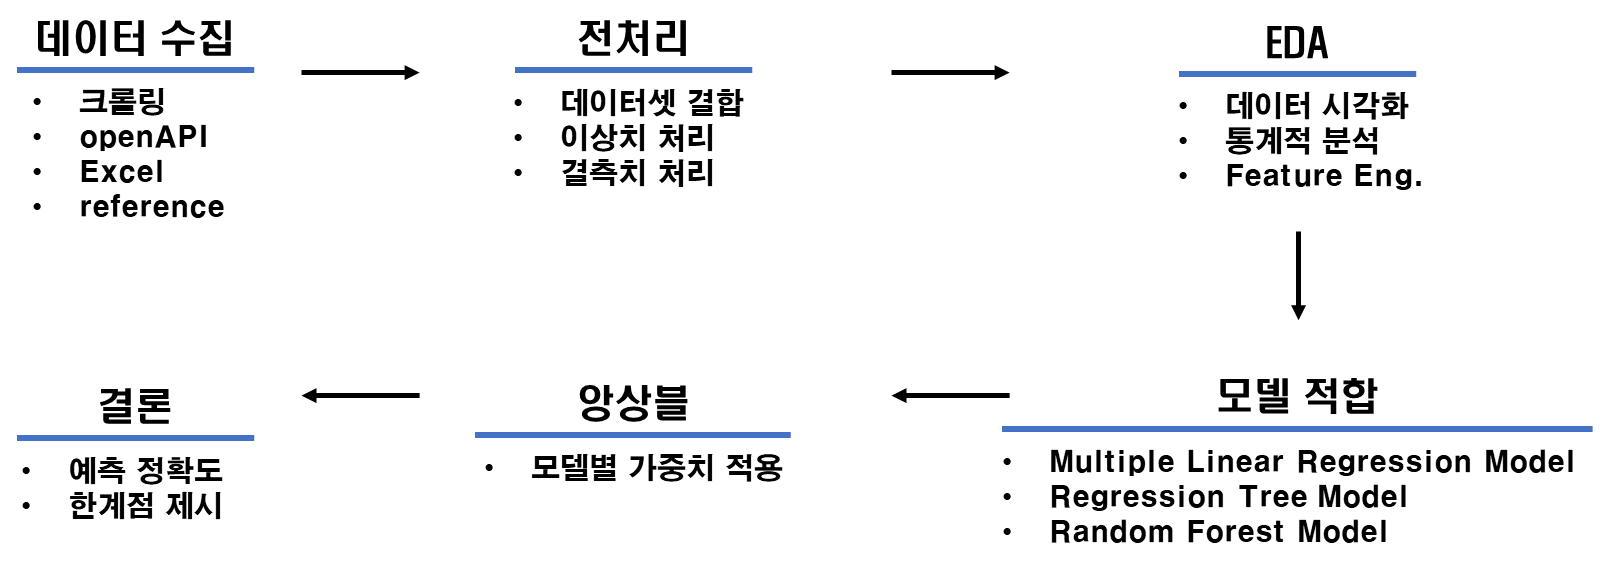 데이터 수집
• 크롤링
• openAPI
• Excel
• reference
전처리
• 데이터셋 결합
• 이상치 처리
• 결측치 처리
EDA
• 데이터 시각화
• 통계적 분석
• Feature Eng.
모델 적합
• Multiple Linear Regression Model
• Regression Tree Model
• Random Forest Model
앙상블
• 모델별 가중치 적용
결론
• 예측 정확도
• 한계점 제시